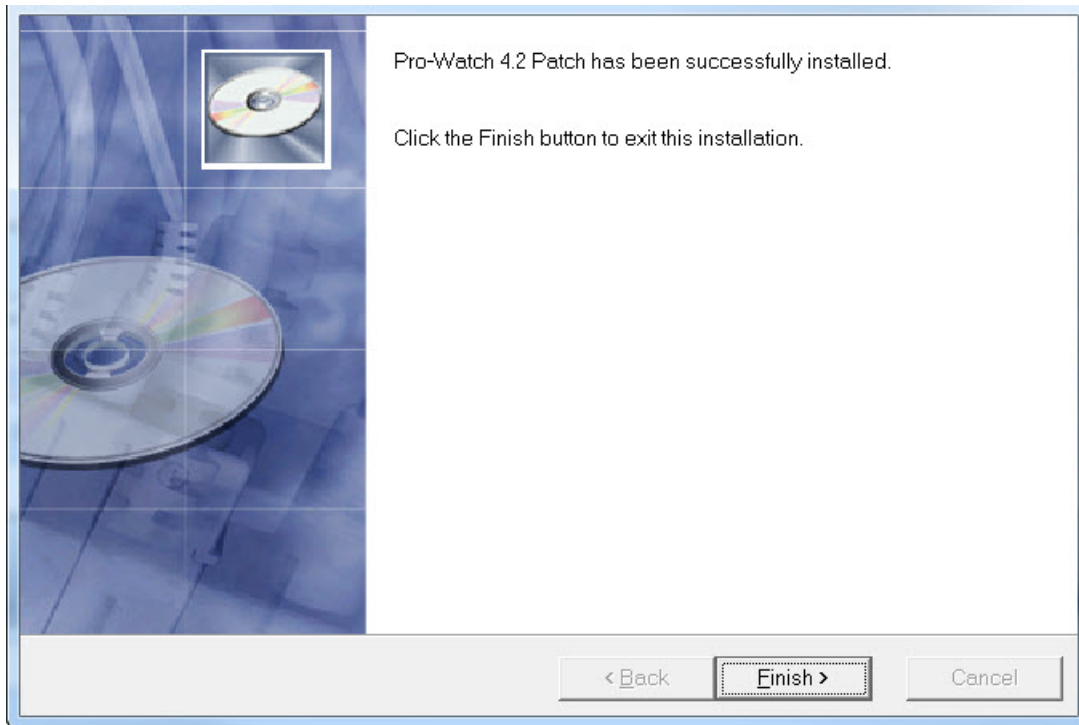 Pro-Watch 4.2 Patch has been successfully installed.
Click the Finish button to exit this installation.
< Back
Finish >
Cancel